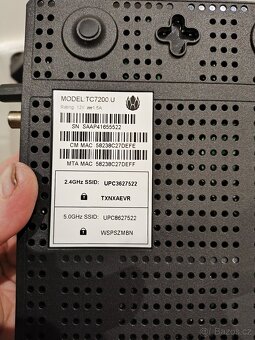 MODEL:TC7200.U
Rating: 12V 1.5A
SN SAAP41655522
CM MAC 58238C27DEFE
MTA MAC 58238C27DEFF
2.4GHz SSID: UPC3627522
TXNXAEVR
5.0GHz SSID: UPC8627522
WSPSZMBN
Sbazar.cz